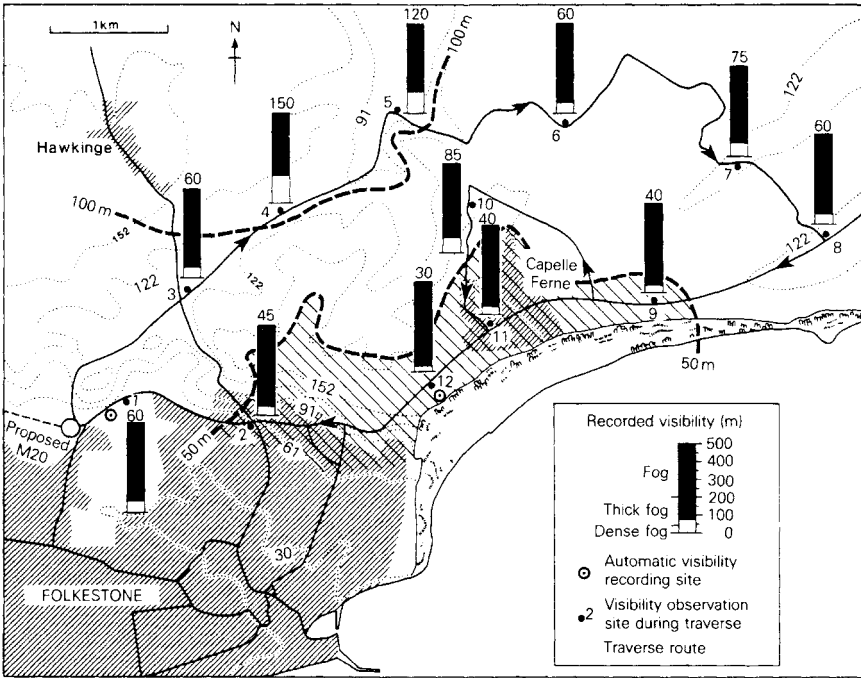 1km
N
120
60
100 m
75
122
150
91
5
6
Hawkinge
60
85
7
60
4
10
40
40
100 m
152
122
8
122
3
122
30
Capelle
Ferne
9
11
45
50 m
12
152
1
60
91
2
61
50 m
Proposed
M20
30
FOLKESTONE
Recorded visibility (m)
500
Fog
400
300
200
Thick fog
100
Dense fog
0
Automatic visibility
recording site
2
Visibility observation
site during traverse
Traverse route